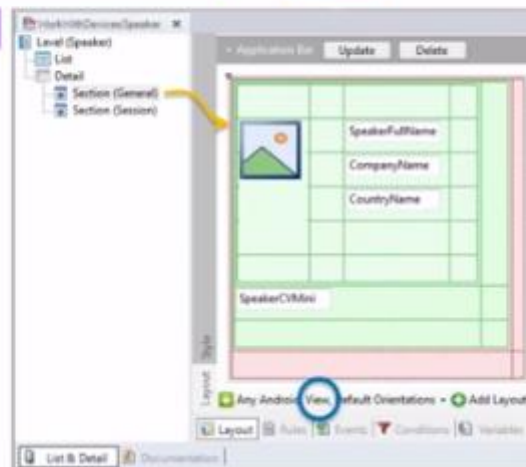 WorkWithDevicesSpeaker
Level (Speaker)
List
Detail
Section (General)
Section (Session)
Application Bar
Update
Delete
SpeakerFullName
CompanyName
CountryName
SpeakerCVMini
Style
Layout
Any Android, View, Default Orientations
Add Layout
Layout
Rules
Events
Conditions
Variables
List & Detail
Documentation